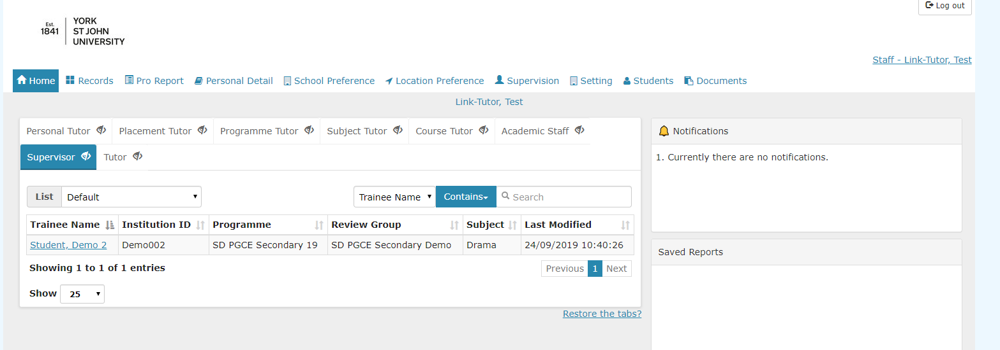 Log out
Est.
1841
YORK
ST JOHN
UNIVERSITY
Staff - Link-Tutor, Test
Home Records Pro Report Personal Detail School Preference Location Preference Supervision Setting Students Documents
Link-Tutor, Test
Personal Tutor Placement Tutor Programme Tutor Subject Tutor Course Tutor Academic Staff
Supervisor Tutor
List Default Trainee Name Contains Search
Trainee Name Institution ID Programme Review Group Subject Last Modified
Student, Demo 2 Demo002 SD PGCE Secondary 19 SD PGCE Secondary Demo Drama 24/09/2019 10:40:26
Showing 1 to 1 of 1 entries Previous 1 Next
Show 25
Restore the tabs?
Notifications
1. Currently there are no notifications.
Saved Reports